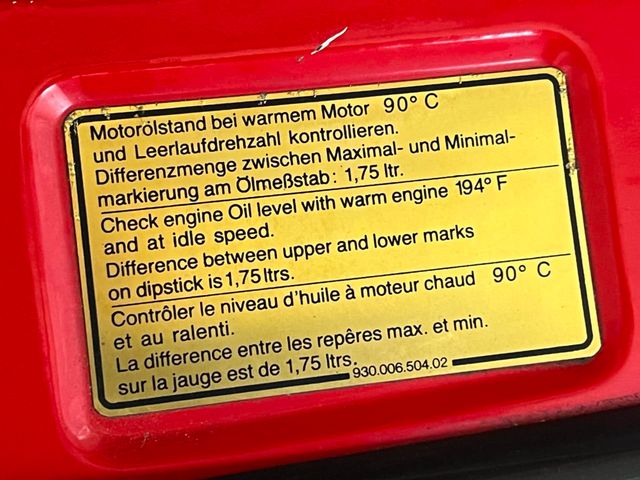 Motorölstand bei warmem Motor 90° C
und Leerlaufdrehzahl kontrollieren.
Differenzmenge zwischen Maximal- und Minimal-
markierung am Ölmeßstab: 1,75 ltr.
Check engine Oil level with warm engine 194° F
and at idle speed.
Difference between upper and lower marks
on dipstick is 1,75 ltrs.
Contrôler le niveau d'huile à moteur chaud 90° C
et au ralenti.
La différence entre les repêres max. et min.
sur la jauge est de 1,75 ltrs.
930.006.504.02